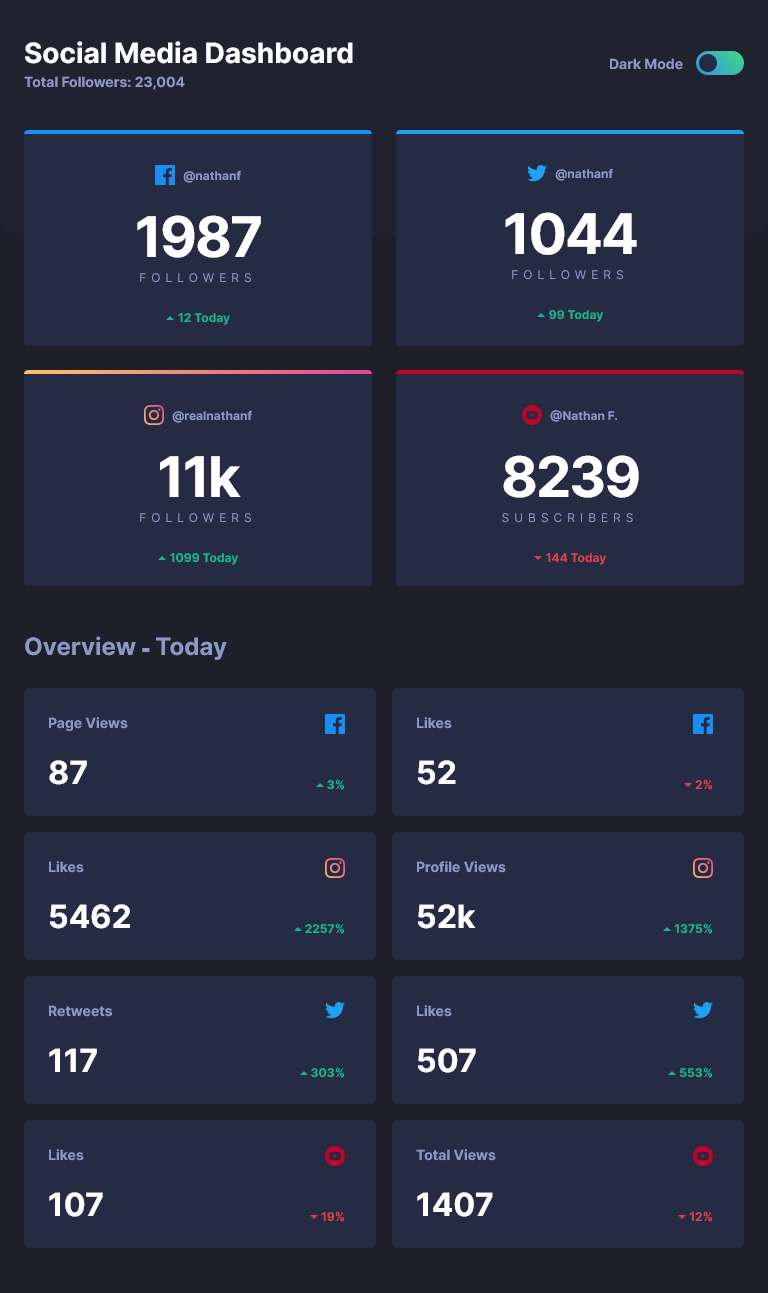 Social Media Dashboard
Total Followers: 23,004
Dark Mode
@nathanf
1987
FOLLOWERS
12 Today
@nathanf
1044
FOLLOWERS
99 Today
@realnathanf
11k
FOLLOWERS
1099 Today
@Nathan F.
8239
SUBSCRIBERS
144 Today
Overview - Today
Page Views
87
3%
Likes
52
2%
Likes
5462
2257%
Profile Views
52k
1375%
Retweets
117
303%
Likes
507
553%
Likes
107
19%
Total Views
1407
12%